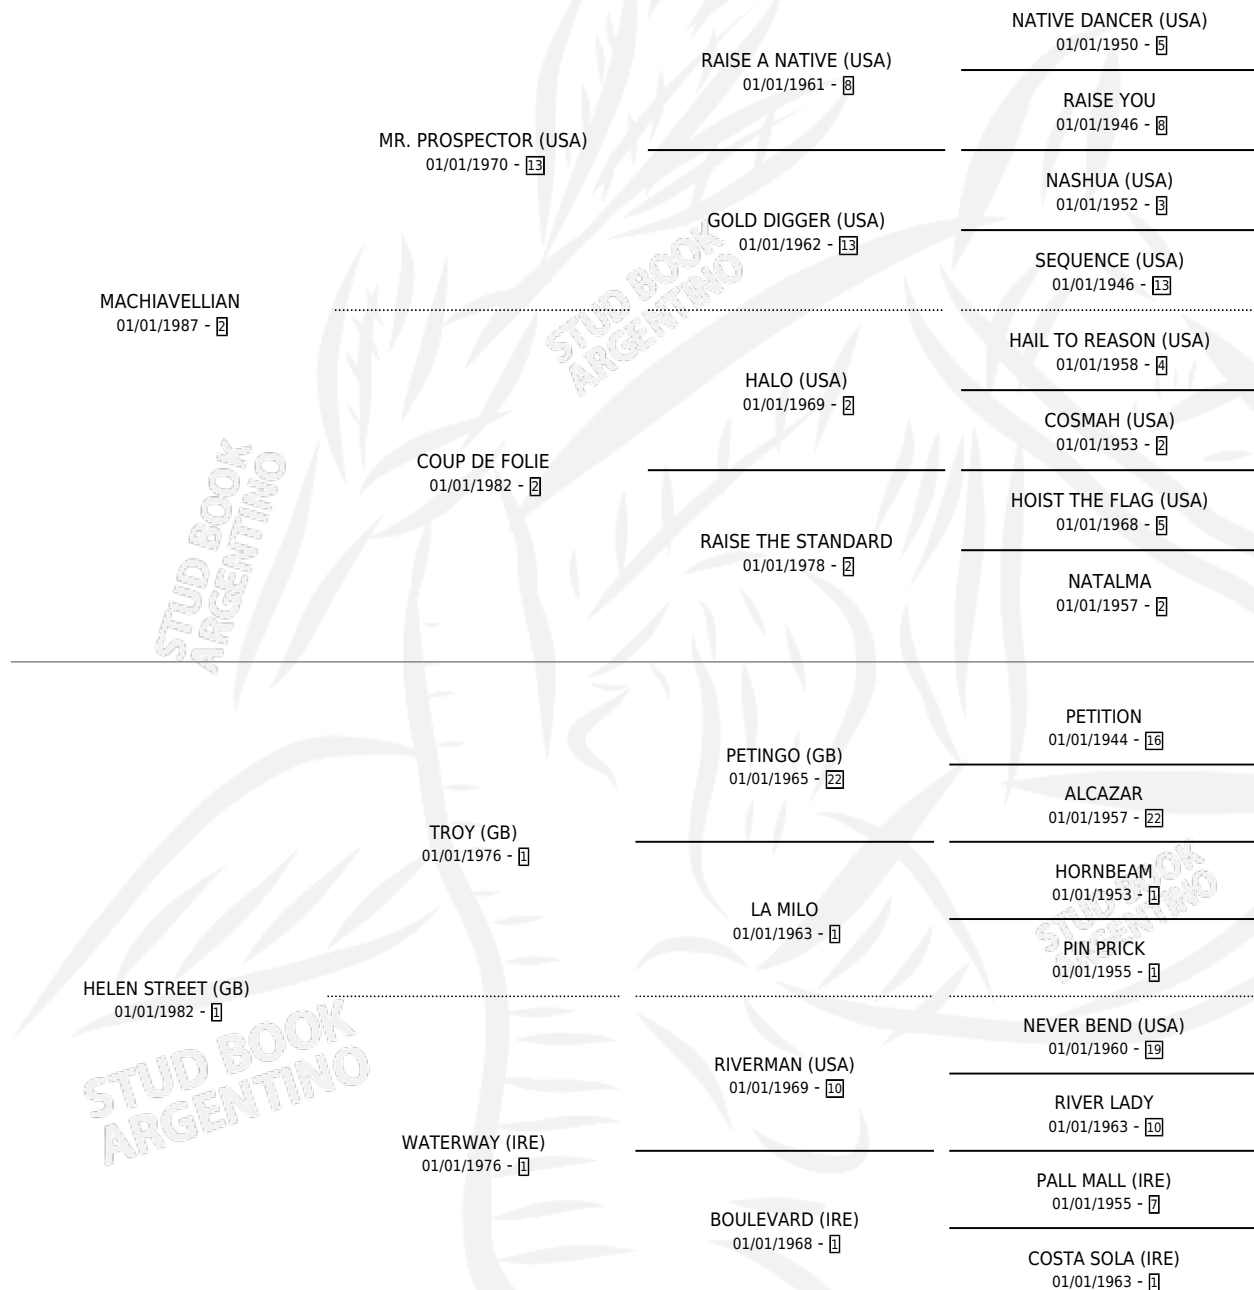 NATIVE DANCER (USA)
01/01/1950 - 5
RAISE A NATIVE (USA)
01/01/1961 - 8
RAISE YOU
01/01/1946 - 8
MR. PROSPECTOR (USA)
01/01/1970 - 13
NASHUA (USA)
01/01/1952 - 3
GOLD DIGGER (USA)
01/01/1962 - 13
SEQUENCE (USA)
01/01/1946 - 13
MACHIAVELLIAN
01/01/1987 - 2
HAIL TO REASON (USA)
01/01/1958 - 4
HALO (USA)
01/01/1969 - 2
COSMAH (USA)
01/01/1953 - 2
COUP DE FOLIE
01/01/1982 - 2
HOIST THE FLAG (USA)
01/01/1968 - 5
RAISE THE STANDARD
01/01/1978 - 2
NATALMA
01/01/1957 - 2
PETITION
01/01/1944 - 16
PETINGO (GB)
01/01/1965 - 22
ALCAZAR
01/01/1957 - 22
TROY (GB)
01/01/1976 - 1
HORNBEAM
01/01/1953 - 1
LA MILO
01/01/1963 - 1
PIN PRICK
01/01/1955 - 1
HELEN STREET (GB)
01/01/1982 - 1
NEVER BEND (USA)
01/01/1960 - 19
RIVERMAN (USA)
01/01/1969 - 10
RIVER LADY
01/01/1963 - 10
WATERWAY (IRE)
01/01/1976 - 1
PALL MALL (IRE)
01/01/1955 - 7
BOULEVARD (IRE)
01/01/1968 - 1
COSTA SOLA (IRE)
01/01/1963 - 1
STUD BOOK
ARGENTINO
STUD BOOK
ARGENTINO
STUD BOOK
ARGENTINO
STUD BOOK
ARGENTINO